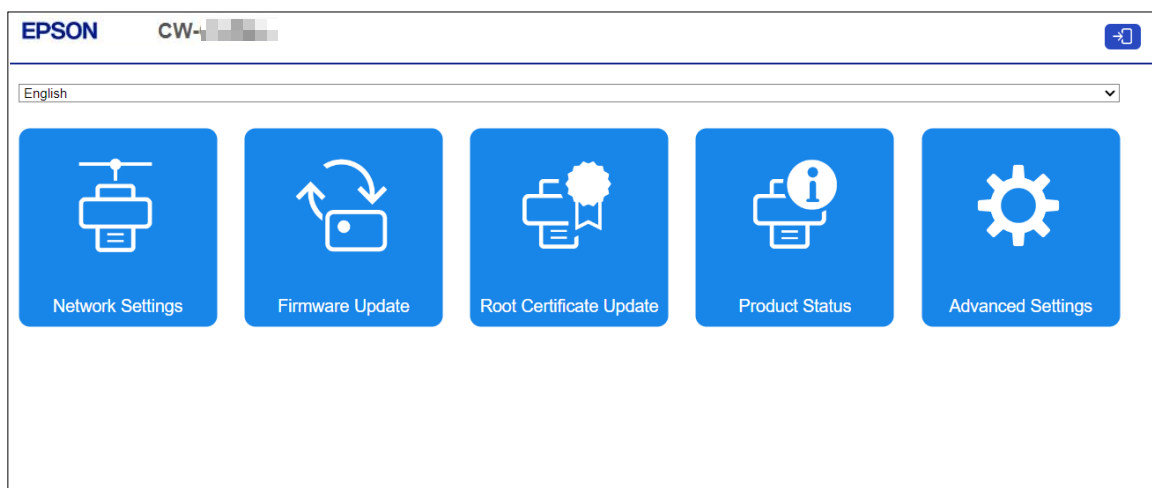 EPSON CW-
English
Network Settings Firmware Update Root Certificate Update Product Status Advanced Settings